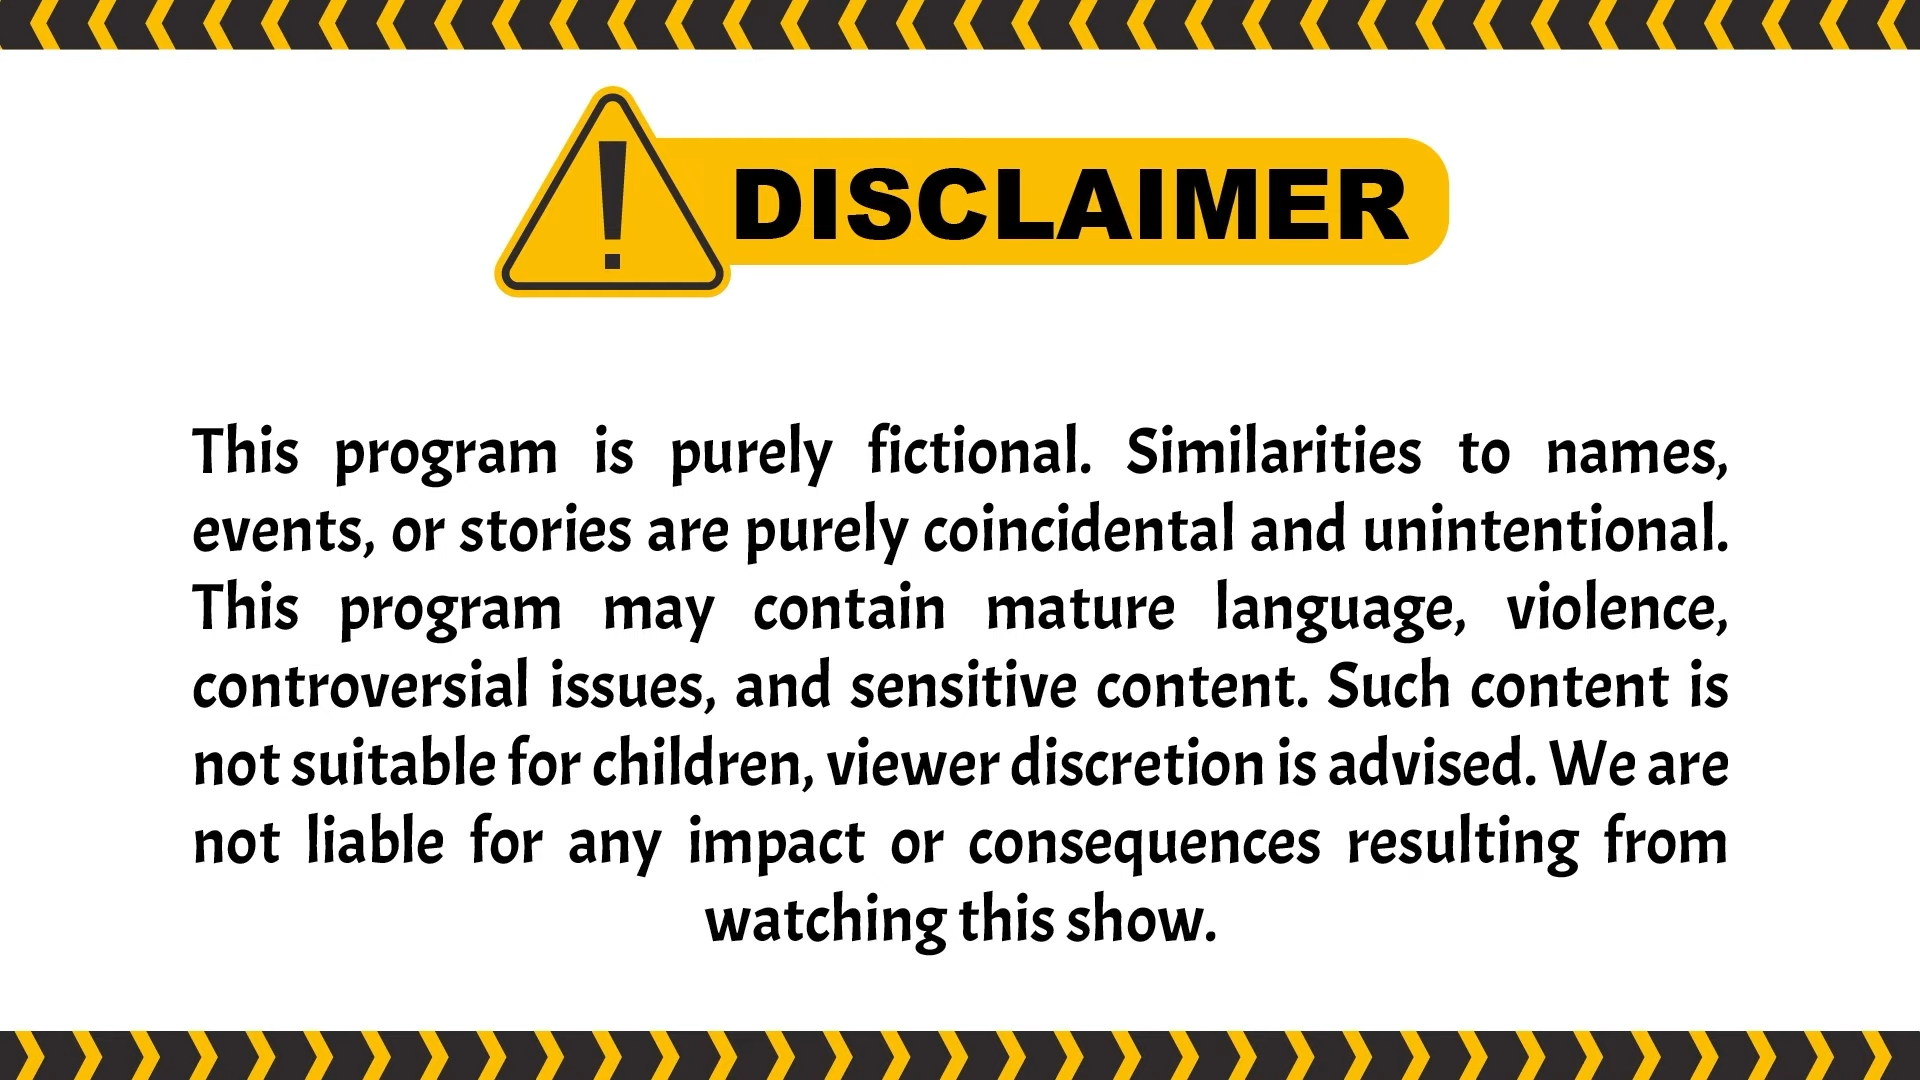 DISCLAIMER
This program is purely fictional. Similarities to names,
events, or stories are purely coincidental and unintentional.
This program may contain mature language, violence,
controversial issues, and sensitive content. Such content is
not suitable for children, viewer discretion is advised. We are
not liable for any impact or consequences resulting from
watching this show.